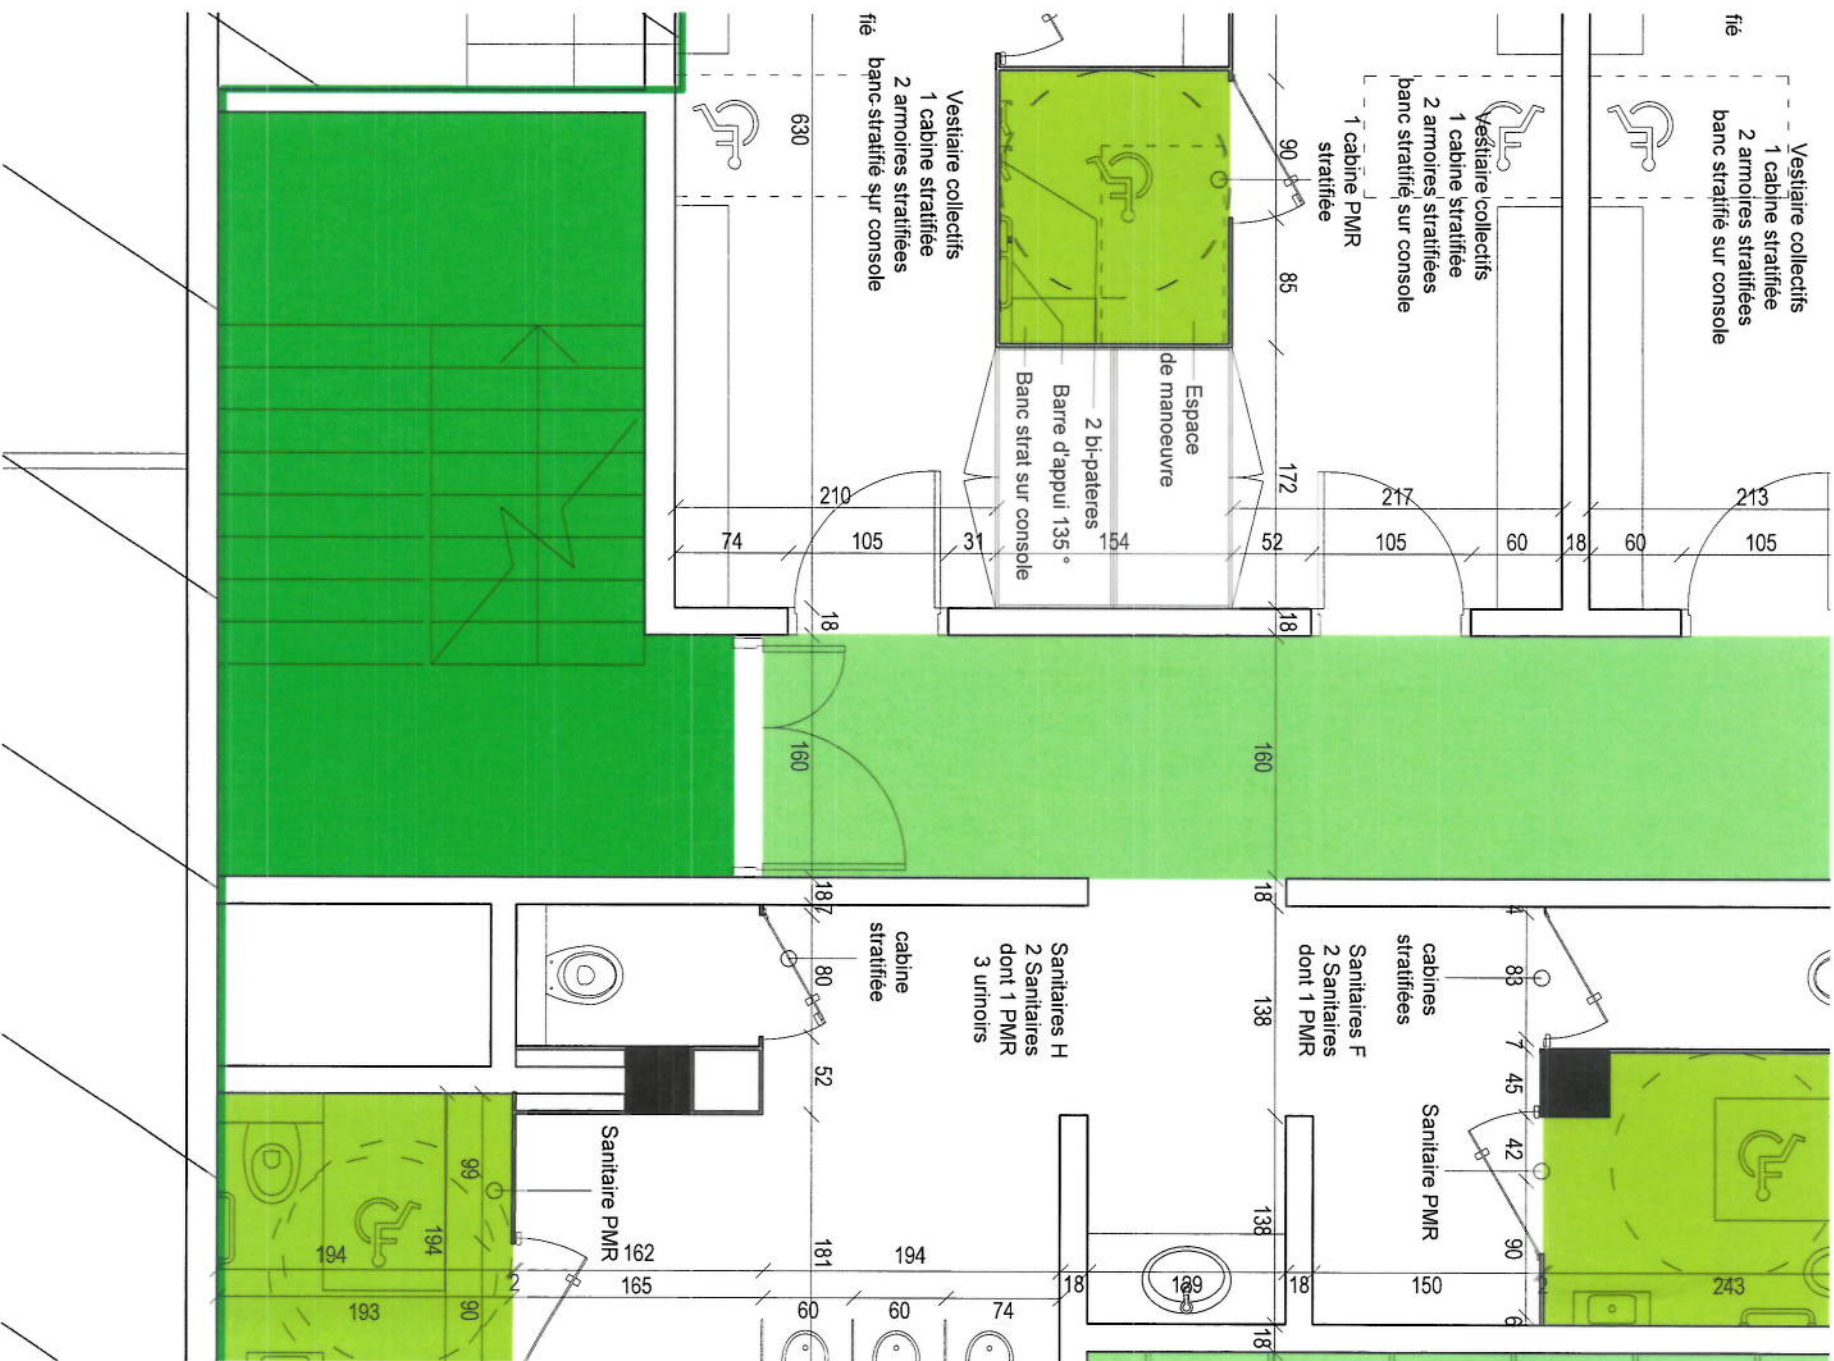 fié
Vestiaire collectifs
1 cabine stratifiée
2 armoires stratifiées
banc stratifié sur console
630
90
85
172
1 cabine PMR
stratifiée
Vestiaire collectifs
1 cabine stratifiée
2 armoires stratifiées
banc stratifié sur console
fié
Vestiaire collectifs
1 cabine stratifiée
2 armoires stratifiées
banc stratifié sur console
Espace
de manoeuvre
2 bi-pateres
Barre d'appui 135°
Banc strat sur console
210
217
213
74
105
31
154
52
105
60
18
60
105
18
18
160
160
18
7
18
4
cabine
stratifiée
80
52
Sanitaires H
2 Sanitaires
dont 1 PMR
3 urinoirs
138
Sanitaires F
2 Sanitaires
dont 1 PMR
cabines
stratifiées
83
7
45
42
90
6
Sanitaire PMR
Sanitaire PMR
99
194
194
162
181
194
138
2
165
18
18
150
243
193
90
60
60
74
18